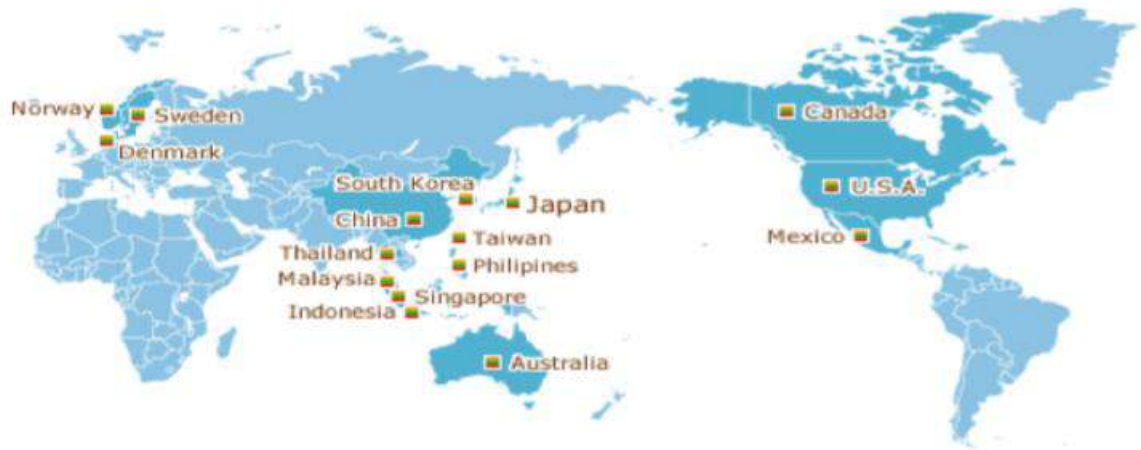 Norway
Sweden
Denmark
Canada
South Korea
U.S.A.
Japan
China
Taiwan
Mexico
Thailand
Philipines
Malaysia
Singapore
Indonesia
Australia